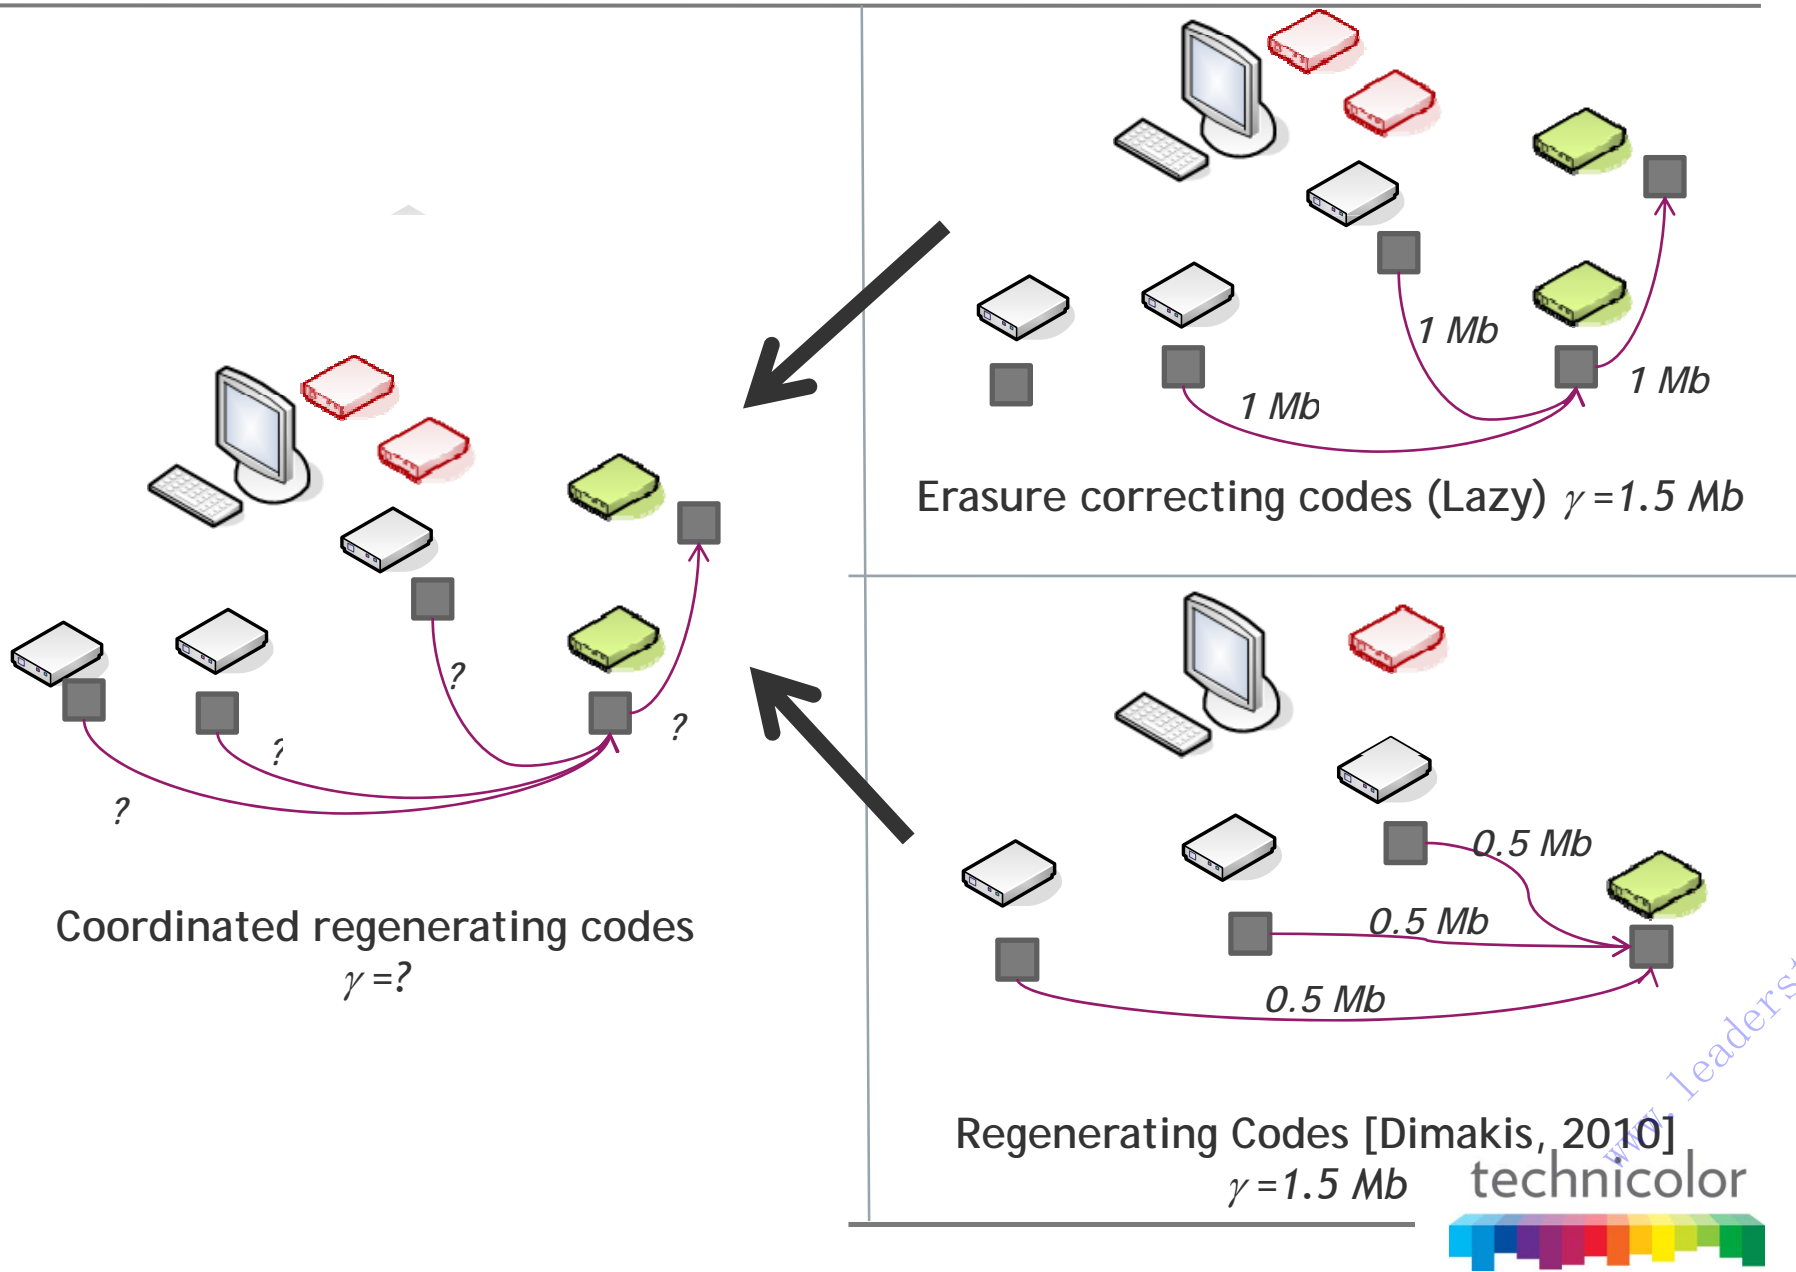 ?
?
?
?
Coordinated regenerating codes
γ =?
1 Mb
1 Mb
1 Mb
Erasure correcting codes (Lazy) γ =1.5 Mb
0.5 Mb
0.5 Mb
0.5 Mb
Regenerating Codes [Dimakis, 2010]
γ =1.5 Mb
technicolor